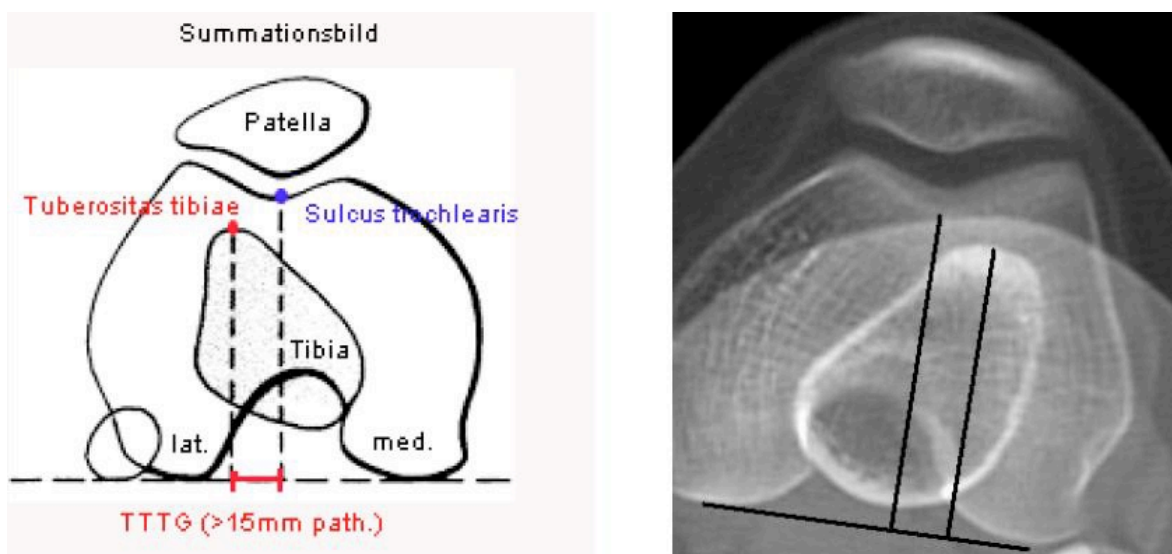 Summationsbild
Patella
Tuberositas tibiae
Sulcus trochlearis
Tibia
lat.
med.
TTTG (>15mm path.)